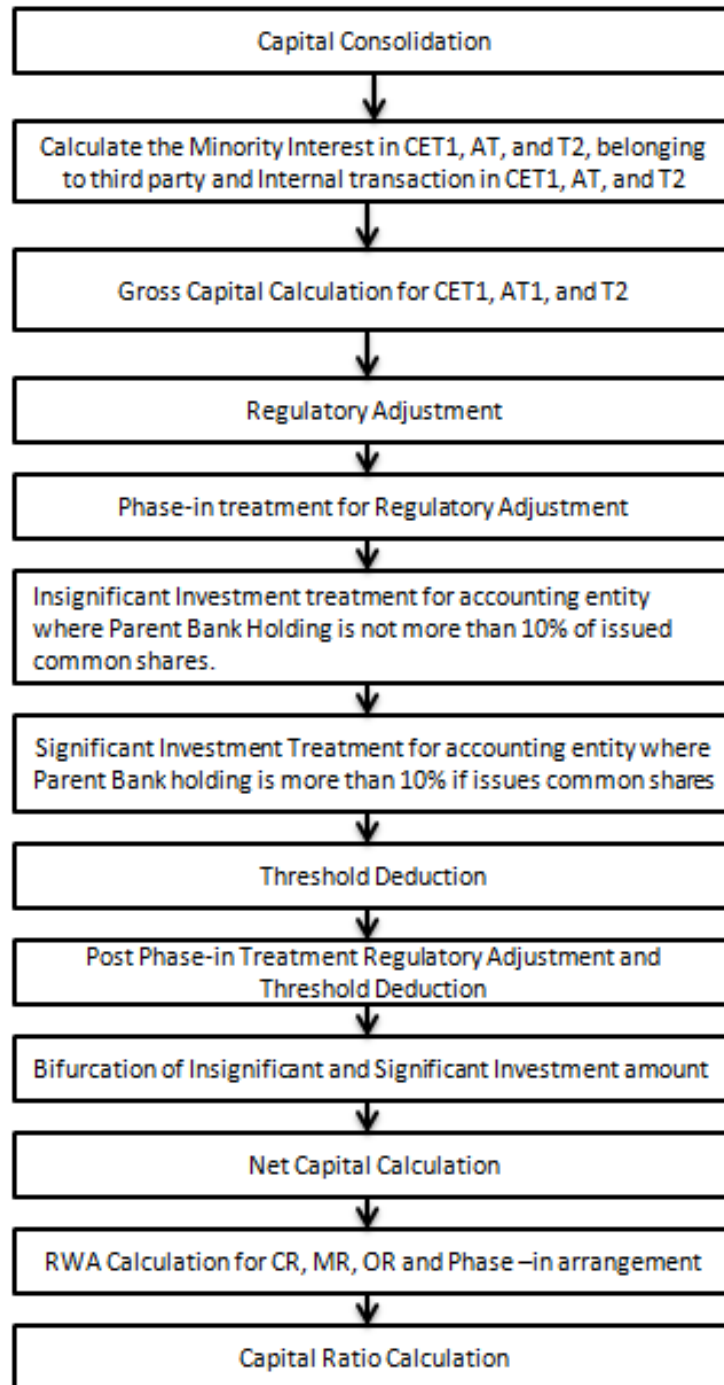 Capital Consolidation
Calculate the Minority Interest in CET1, AT, and T2, belonging
to third party and Internal transaction in CET1, AT, and T2
Gross Capital Calculation for CET1, AT1, and T2
Regulatory Adjustment
Phase-in treatment for Regulatory Adjustment
Insignificant Investment treatment for accounting entity
where Parent Bank Holding is not more than 10% of issued
common shares.
Significant Investment Treatment for accounting entity where
Parent Bank holding is more than 10% if issues common shares
Threshold Deduction
Post Phase-in Treatment Regulatory Adjustment and
Threshold Deduction
Bifurcation of Insignificant and Significant Investment amount
Net Capital Calculation
RWA Calculation for CR, MR, OR and Phase –in arrangement
Capital Ratio Calculation